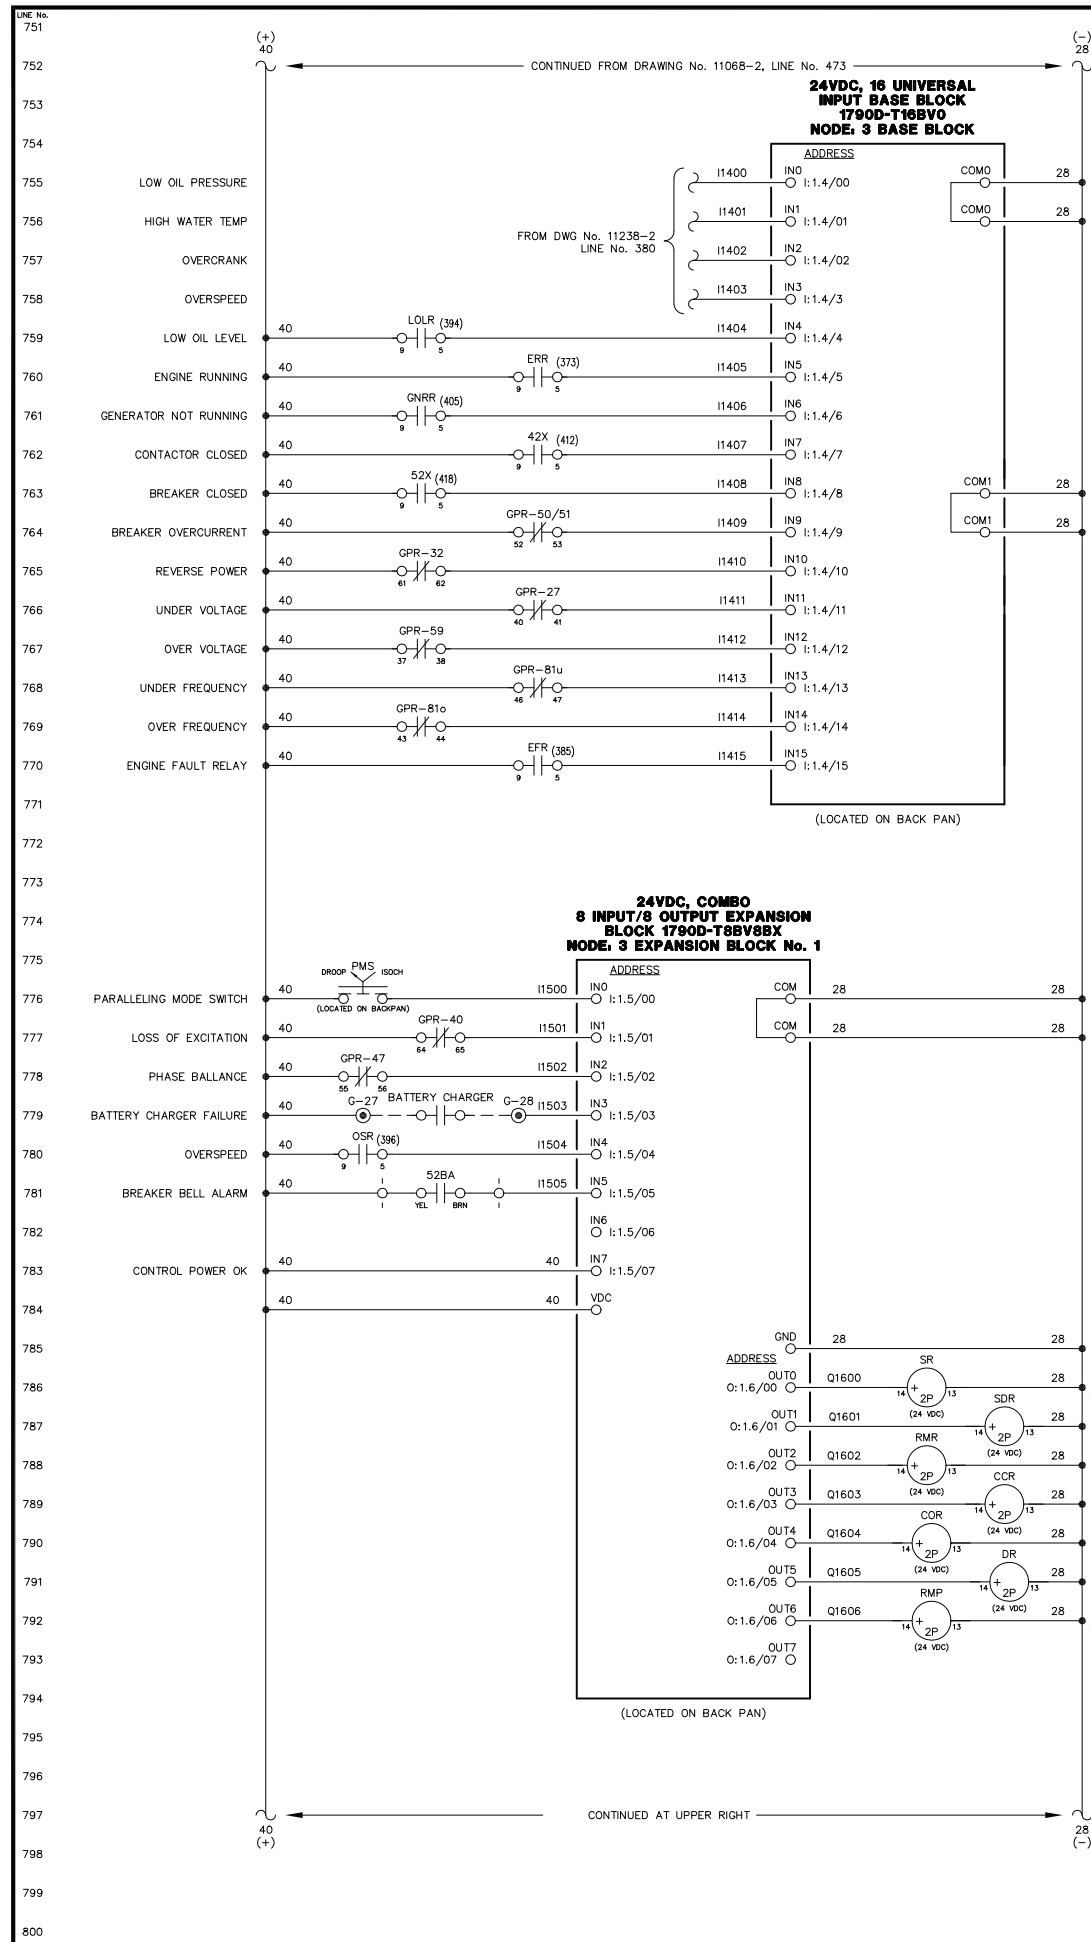 LINE No.
751
(+) (−)
40 28
752 CONTINUED FROM DRAWING No. 11068−2, LINE No. 473
24VDC, 16 UNIVERSAL
753 INPUT BASE BLOCK
1790D−T16BV0
NODE: 3 BASE BLOCK
754
ADDRESS
755 LOW OIL PRESSURE I1400 IN0 I:1.4/00 COM0 28
756 HIGH WATER TEMP I1401 IN1 I:1.4/01 COM0 28
FROM DWG No. 11238−2
LINE No. 380
757 OVERCRANK I1402 IN2 I:1.4/02
758 OVERSPEED I1403 IN3 I:1.4/3
759 LOW OIL LEVEL 40 LOLR (394) 9 5 I1404 IN4 I:1.4/4
760 ENGINE RUNNING 40 ERR (373) 9 5 I1405 IN5 I:1.4/5
761 GENERATOR NOT RUNNING 40 GNRR (405) 9 5 I1406 IN6 I:1.4/6
762 CONTACTOR CLOSED 40 42X (412) 9 5 I1407 IN7 I:1.4/7
763 BREAKER CLOSED 40 52X (418) 9 5 I1408 IN8 I:1.4/8 COM1 28
764 BREAKER OVERCURRENT 40 GPR−50/51 52 53 I1409 IN9 I:1.4/9 COM1 28
765 REVERSE POWER 40 GPR−32 61 62 I1410 IN10 I:1.4/10
766 UNDER VOLTAGE 40 GPR−27 40 41 I1411 IN11 I:1.4/11
767 OVER VOLTAGE 40 GPR−59 37 38 I1412 IN12 I:1.4/12
768 UNDER FREQUENCY 40 GPR−81u 46 47 I1413 IN13 I:1.4/13
769 OVER FREQUENCY 40 GPR−81o 43 44 I1414 IN14 I:1.4/14
770 ENGINE FAULT RELAY 40 EFR (385) 9 5 I1415 IN15 I:1.4/15
771
(LOCATED ON BACK PAN)
772
773
24VDC, COMBO
774 8 INPUT/8 OUTPUT EXPANSION
BLOCK 1790D−T8BV8BX
NODE: 3 EXPANSION BLOCK No. 1
775
ADDRESS
776 PARALLELING MODE SWITCH 40 DROOP PMS ISOCH (LOCATED ON BACKPAN) I1500 IN0 I:1.5/00 COM 28 28
777 LOSS OF EXCITATION 40 GPR−40 64 65 I1501 IN1 I:1.5/01 COM 28 28
778 PHASE BALLANCE 40 GPR−47 55 56 I1502 IN2 I:1.5/02
779 BATTERY CHARGER FAILURE 40 G−27 BATTERY CHARGER G−28 I1503 IN3 I:1.5/03
780 OVERSPEED 40 OSR (396) 9 5 I1504 IN4 I:1.5/04
781 BREAKER BELL ALARM 40 52BA YEL BRN I1505 IN5 I:1.5/05
782 IN6 I:1.5/06
783 CONTROL POWER OK 40 40 IN7 I:1.5/07
784 40 40 VDC
785 GND 28 28
ADDRESS
786 OUT0 O:1.6/00 Q1600 SR 14 + 2P 13 (24 VDC) 28
787 OUT1 O:1.6/01 Q1601 SDR 14 + 2P 13 (24 VDC) 28
788 OUT2 O:1.6/02 Q1602 RMR 14 + 2P 13 (24 VDC) 28
789 OUT3 O:1.6/03 Q1603 CCR 14 + 2P 13 (24 VDC) 28
790 OUT4 O:1.6/04 Q1604 COR 14 + 2P 13 (24 VDC) 28
791 OUT5 O:1.6/05 Q1605 DR 14 + 2P 13 (24 VDC) 28
792 OUT6 O:1.6/06 Q1606 RMP 14 + 2P 13 (24 VDC) 28
793 OUT7 O:1.6/07
794
(LOCATED ON BACK PAN)
795
796
797 CONTINUED AT UPPER RIGHT
40 28
(+) (−)
798
799
800